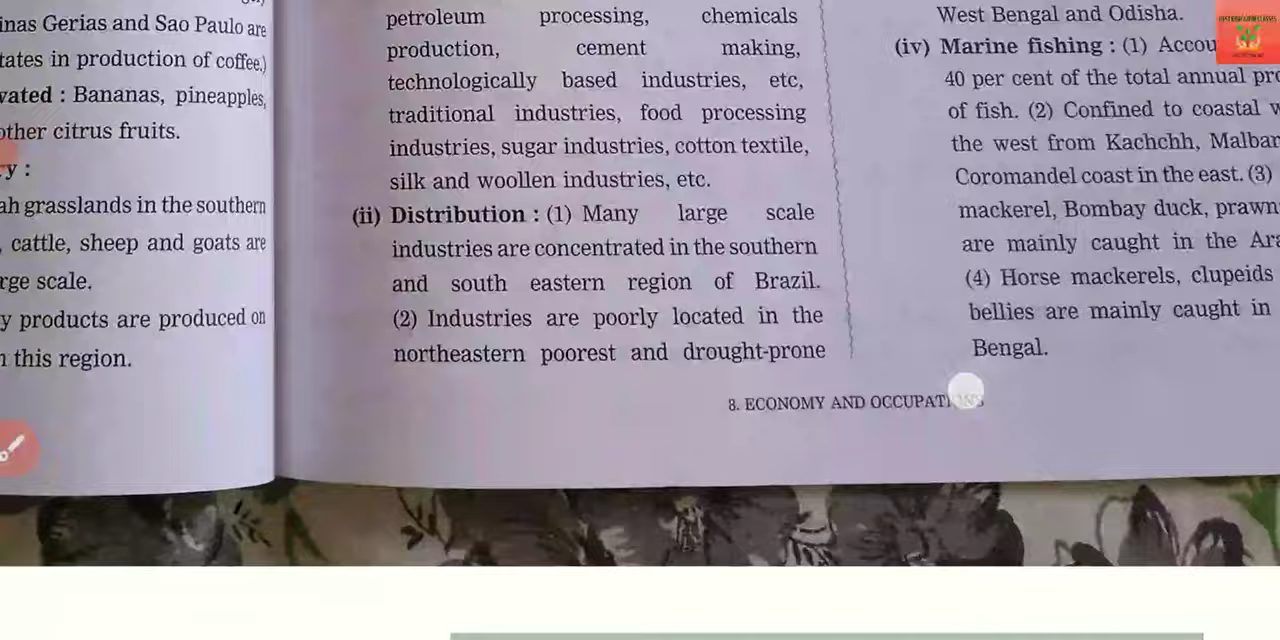 inas Gerias and Sao Paulo are
tates in production of coffee.)
vated : Bananas, pineapples,
other citrus fruits.
y :
ah grasslands in the southern
, cattle, sheep and goats are
rge scale.
y products are produced on
n this region.
petroleum processing, chemicals
production, cement making,
technologically based industries, etc,
traditional industries, food processing
industries, sugar industries, cotton textile,
silk and woollen industries, etc.
(ii) Distribution : (1) Many large scale
industries are concentrated in the southern
and south eastern region of Brazil.
(2) Industries are poorly located in the
northeastern poorest and drought-prone
West Bengal and Odisha.
(iv) Marine fishing : (1) Accou
40 per cent of the total annual pro
of fish. (2) Confined to coastal w
the west from Kachchh, Malbar
Coromandel coast in the east. (3)
mackerel, Bombay duck, prawn
are mainly caught in the Ara
(4) Horse mackerels, clupeids
bellies are mainly caught in
Bengal.
8. ECONOMY AND OCCUPATIONS